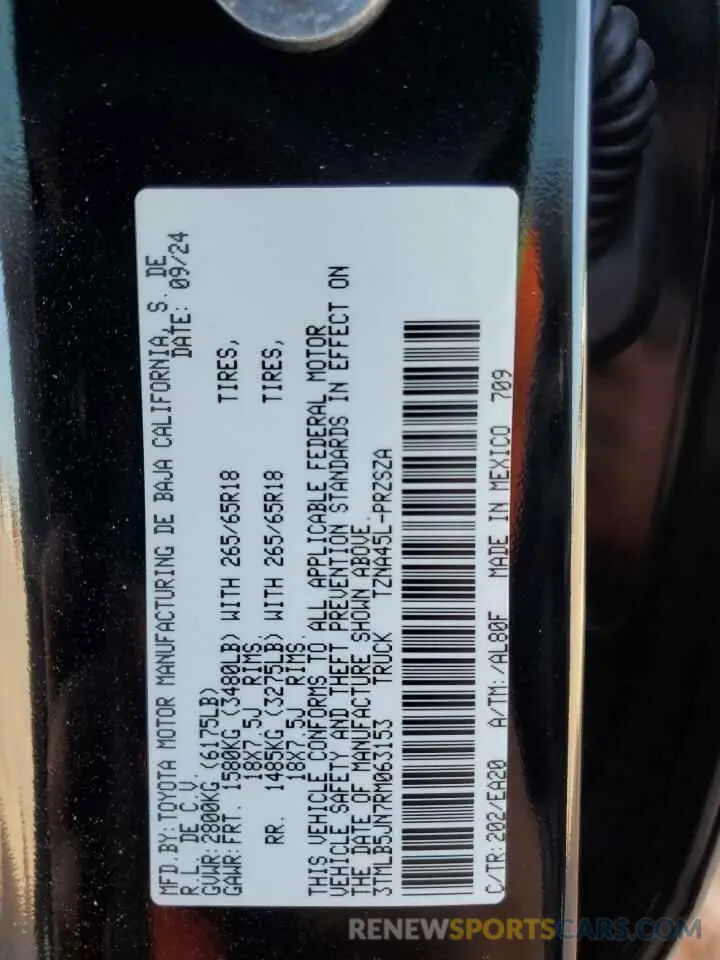 MFD.BY:TOYOTA MOTOR MANUFACTURING DE BAJA CALIFORNIA, S. DE
R.L. DE C.V. DATE: 09/24
GVWR:2800KG (6175LB)
GAWR:FRT. 1580KG (3480LB) WITH 265/65R18 TIRES,
18X7.5J RIMS
RR. 1485KG (3275LB) WITH 265/65R18 TIRES,
18X7.5J RIMS
THIS VEHICLE CONFORMS TO ALL APPLICABLE FEDERAL MOTOR
VEHICLE SAFETY AND THEFT PREVENTION STANDARDS IN EFFECT ON
THE DATE OF MANUFACTURE SHOWN ABOVE.
3TMLB5JN7RM063153 TRUCK TZNA45L-PRZSZA
C/TR:202/EA20 A/TM:/AL80F MADE IN MEXICO 709
RENEWSPORTSCARS.COM